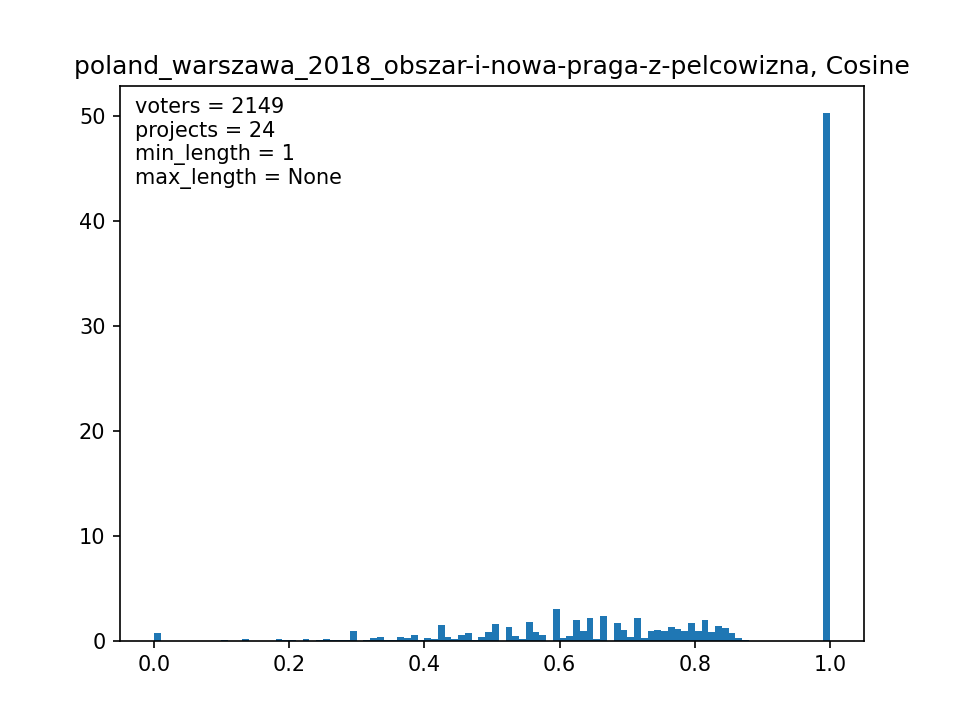 poland_warszawa_2018_obszar-i-nowa-praga-z-pelcowizna, Cosine
voters = 2149
projects = 24
min_length = 1
max_length = None
50
40
30
20
10
0
0.0 0.2 0.4 0.6 0.8 1.0